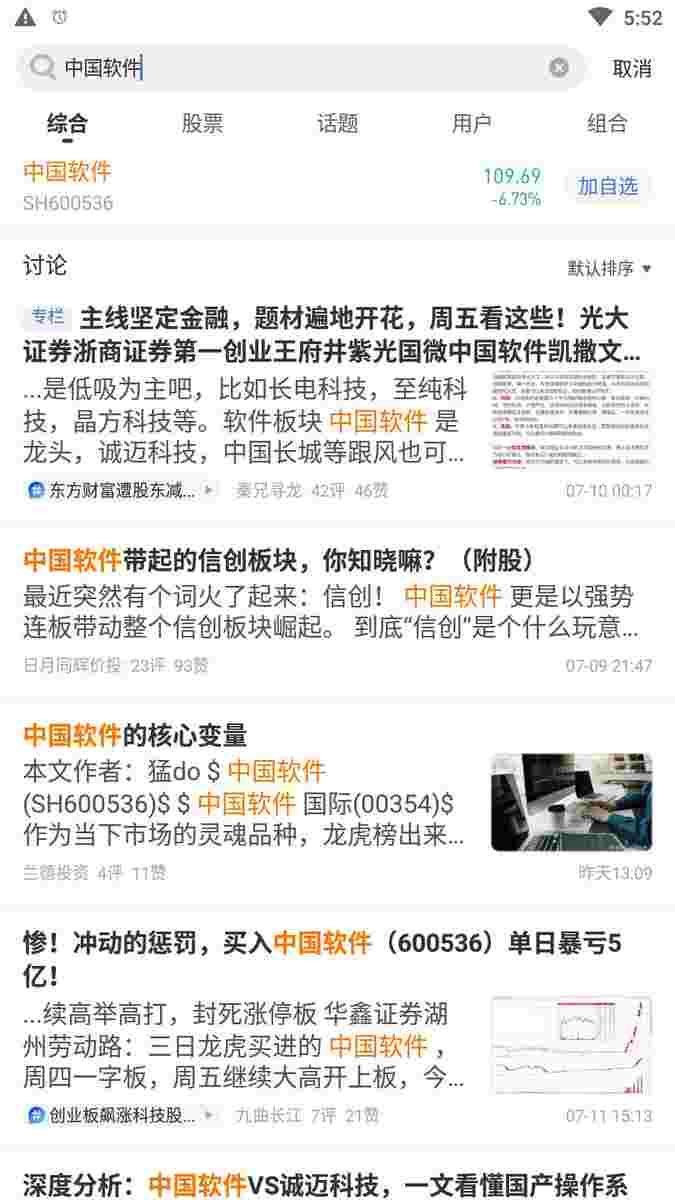 5:52
中国软件
取消
综合 股票 话题 用户 组合
中国软件
109.69
加自选
SH600536
-6.73%
讨论
默认排序
专栏 主线坚定金融，题材遍地开花，周五看这些！光大
证券浙商证券第一创业王府井紫光国微中国软件凯撒文...
...是低吸为主吧，比如长电科技，至纯科
技，晶方科技等。软件板块 中国软件 是
龙头，诚迈科技，中国长城等跟风也可...
东方财富遭股东减... 秦兄寻龙 42评 46赞 07-10 00:17
中国软件带起的信创板块，你知晓嘛？（附股）
最近突然有个词火了起来：信创！ 中国软件 更是以强势
连板带动整个信创板块崛起。 到底“信创”是个什么玩意...
日月同辉价投 23评 93赞 07-09 21:47
中国软件的核心变量
本文作者：猛do $ 中国软件
(SH600536)$ $ 中国软件 国际(00354)$
作为当下市场的灵魂品种，龙虎榜出来...
兰德投资 4评 11赞 昨天13:09
惨！冲动的惩罚，买入中国软件（600536）单日暴亏5
亿！
...续高举高打，封死涨停板 华鑫证券湖
州劳动路：三日龙虎买进的 中国软件 ，
周四一字板，周五继续大高开上板，今...
创业板飙涨科技股... 九曲长江 7评 21赞 07-11 15:13
深度分析：中国软件VS诚迈科技，一文看懂国产操作系